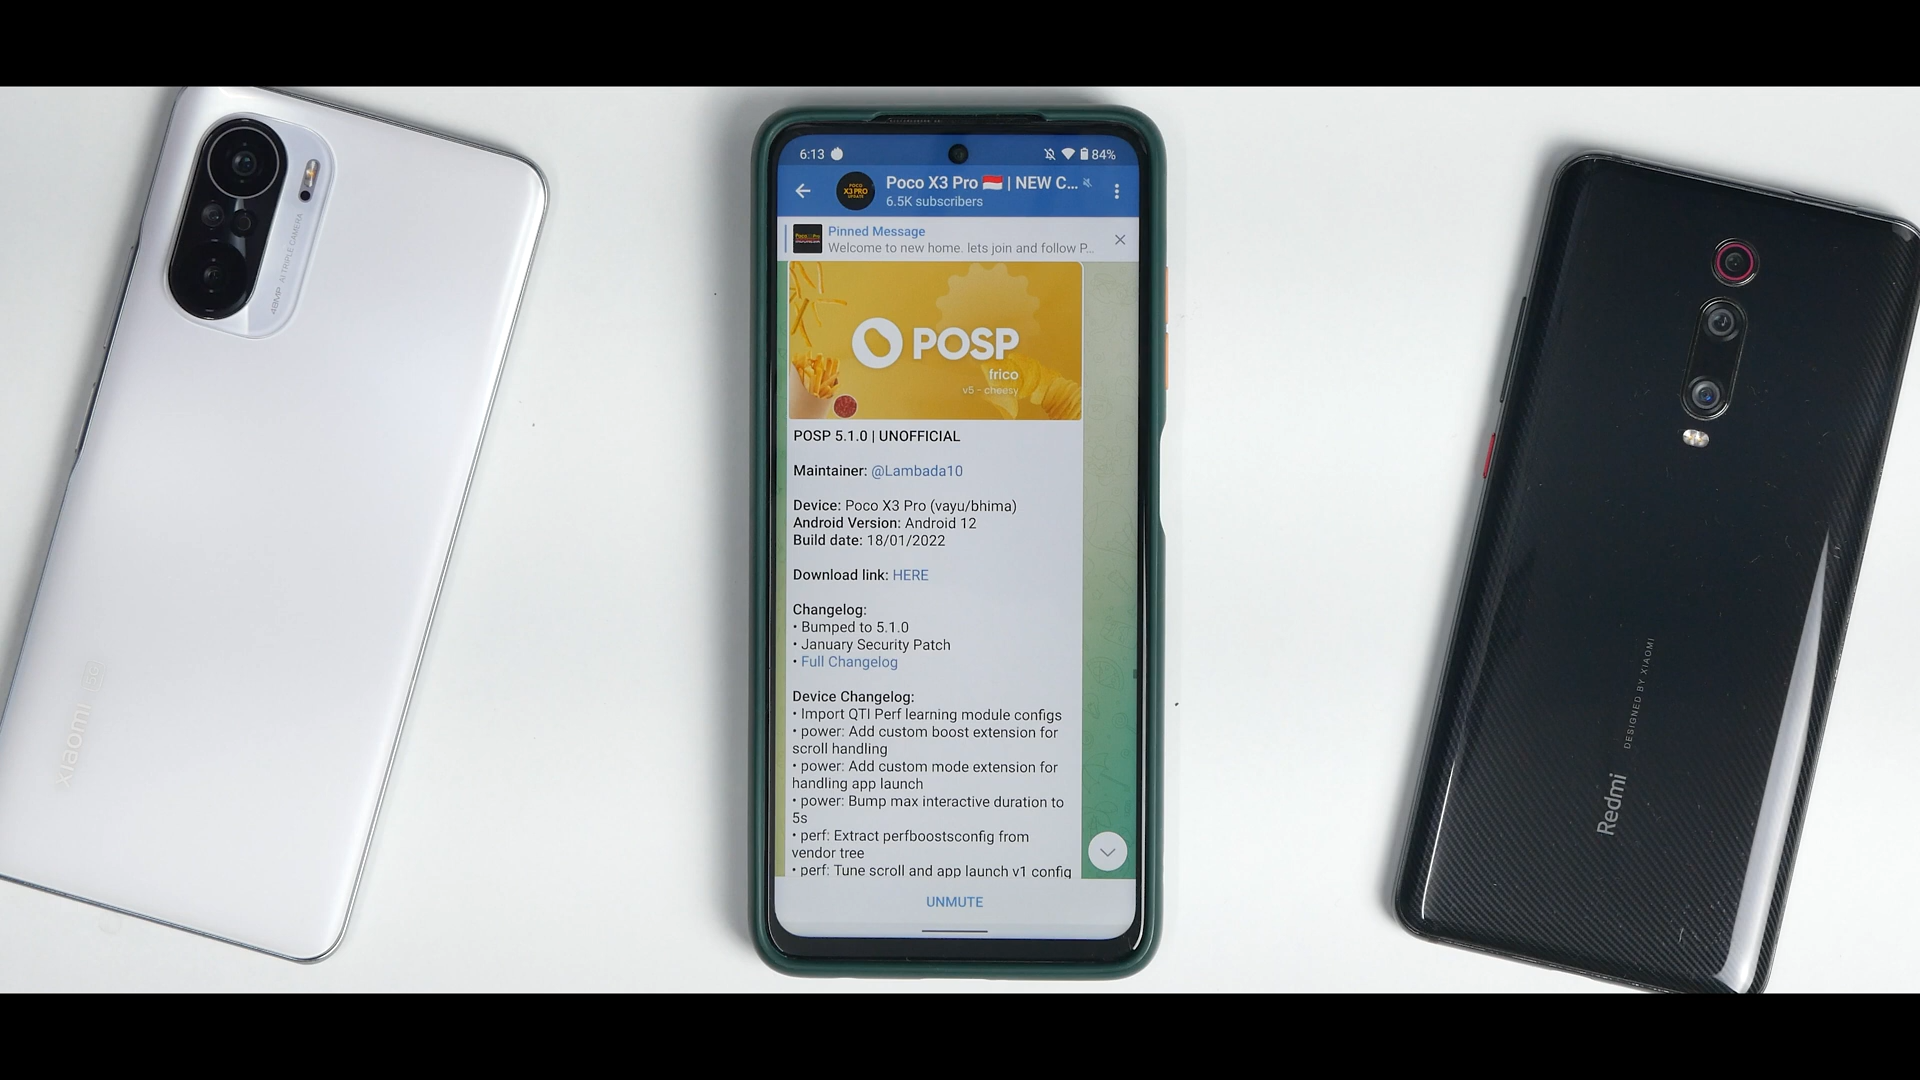 48MP AI TRIPLE CAMERA
Xiaomi 5G
6:13
84%
POCO
X3 PRO
UPDATE
Poco X3 Pro 🇮🇩 | NEW C...
6.5K subscribers
Pinned Message
Welcome to new home. lets join and follow P...
POSP
frico
v5 - cheesy
POSP 5.1.0 | UNOFFICIAL
Maintainer: @Lambada10
Device: Poco X3 Pro (vayu/bhima)
Android Version: Android 12
Build date: 18/01/2022
Download link: HERE
Changelog:
• Bumped to 5.1.0
• January Security Patch
• Full Changelog
Device Changelog:
• Import QTI Perf learning module configs
• power: Add custom boost extension for
scroll handling
• power: Add custom mode extension for
handling app launch
• power: Bump max interactive duration to
5s
• perf: Extract perfboostsconfig from
vendor tree
• perf: Tune scroll and app launch v1 config
UNMUTE
Redmi
DESIGNED BY XIAOMI